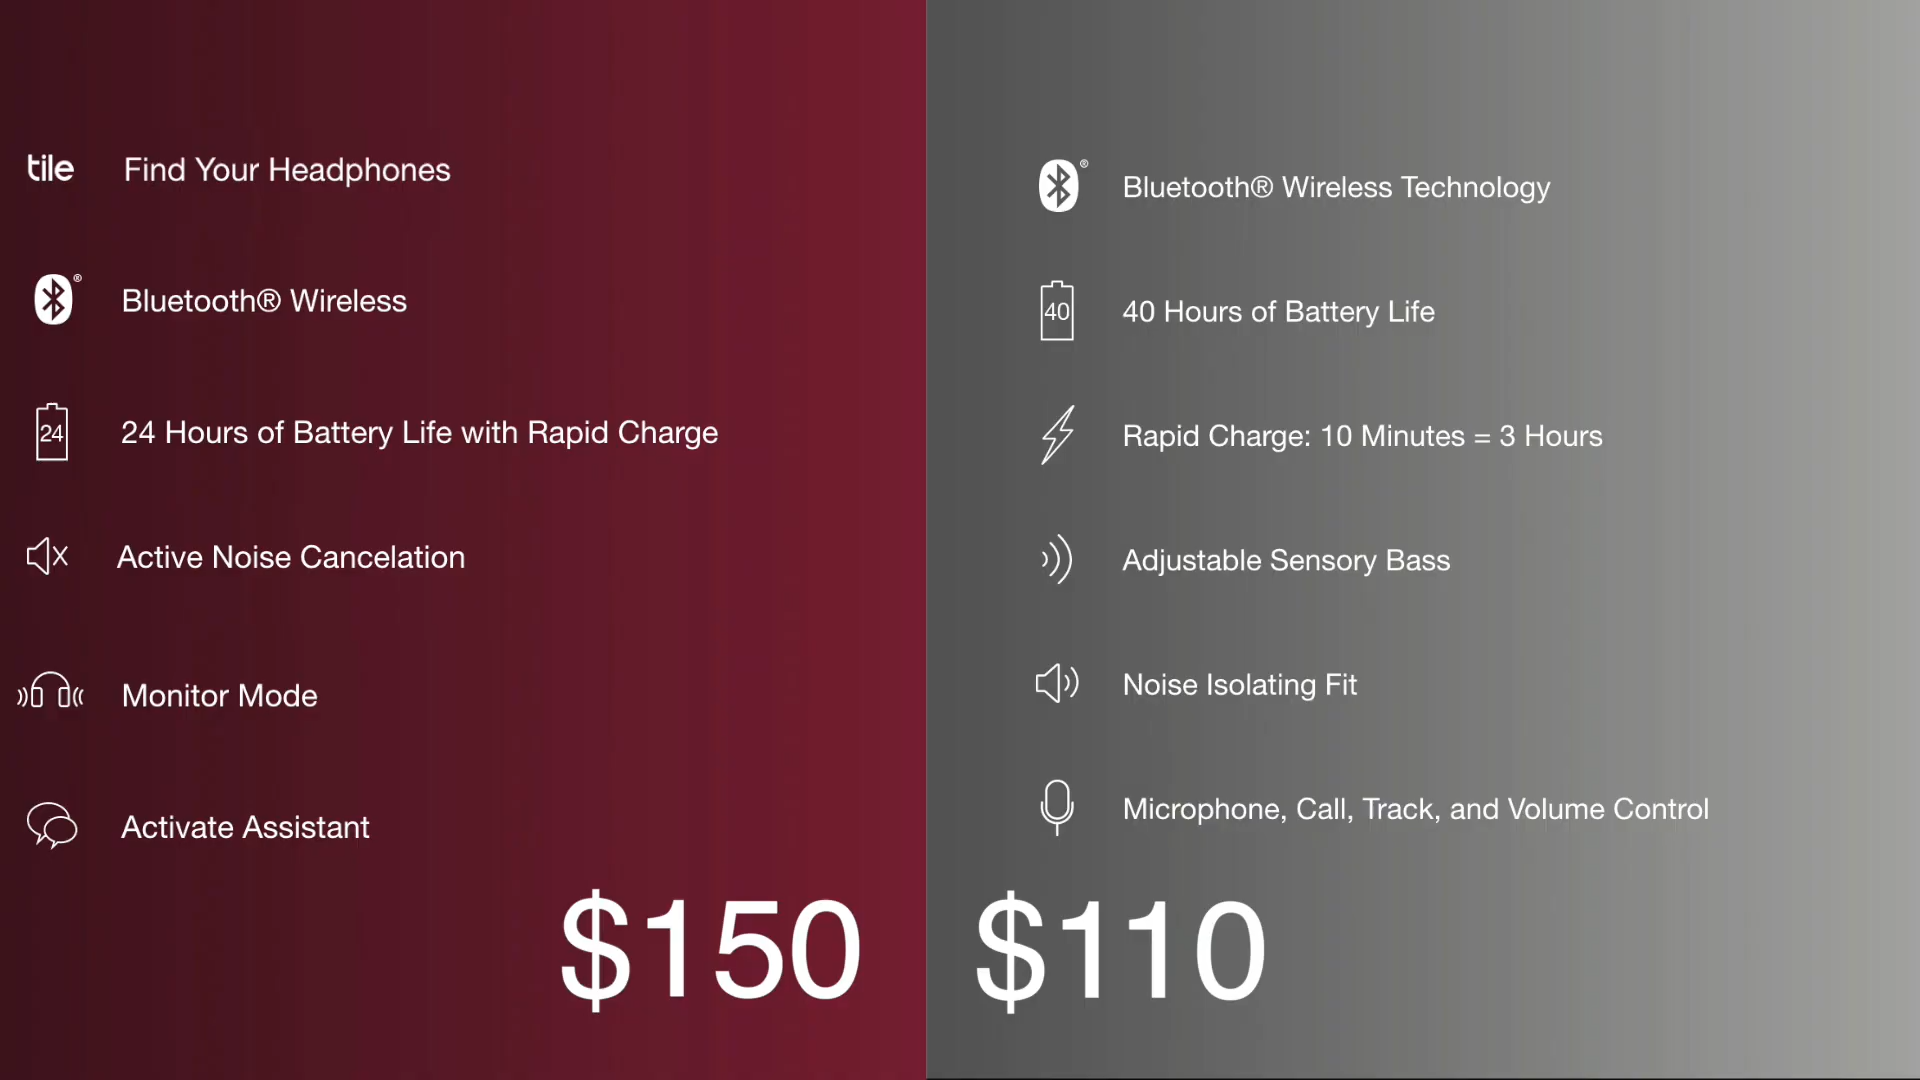 tile Find Your Headphones
Bluetooth® Wireless
24 24 Hours of Battery Life with Rapid Charge
Active Noise Cancelation
Monitor Mode
Activate Assistant
$150
® Bluetooth® Wireless Technology
40 40 Hours of Battery Life
Rapid Charge: 10 Minutes = 3 Hours
Adjustable Sensory Bass
Noise Isolating Fit
Microphone, Call, Track, and Volume Control
$110